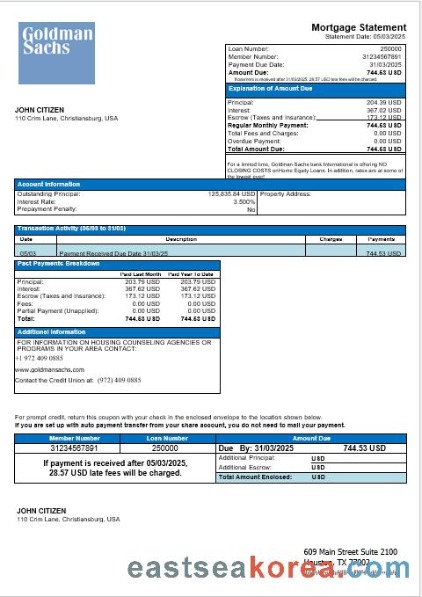 Goldman
Sachs
Mortgage Statement
Statement Date: 05/03/2025
Loan Number: 250000
Member Number: 31234567891
Payment Due Date: 31/03/2025
Amount Due: 744.53 USD
If payment is received after 31/03/2025, 28.57 USD late fees will be charged.
Explanation of Amount Due
Principal: 204.39 USD
Interest: 367.02 USD
Escrow (Taxes and Insurance): 173.12 USD
Regular Monthly Payment: 744.53 USD
Total Fees and Charges: 0.00 USD
Overdue Payment 0.00 USD
Total Amount Due: 744.53 USD
JOHN CITIZEN
110 Crim Lane, Christiansburg, USA
For a limited time, Goldman Sachs bank International is offering NO
CLOSING COSTS on Home Equity Loans. In addition, rates are at some of
the lowest
Account Information
Outstanding Principal: 125,835.84 USD Property Address:
Interest Rate: 3.500%
Prepayment Penalty: No
Transaction Activity (05/03 to 31/03)
Date Description Charges Payments
05/03 Payment Received Due Date 31/03/25 744.53 USD
Past Payments Breakdown
Paid Last Month Paid Year To Date
Principal: 203.79 USD 203.79 USD
Interest: 367.62 USD 367.62 USD
Escrow (Taxes and Insurance): 173.12 USD 173.12 USD
Fees: 0.00 USD 0.00 USD
Partial Payment (Unapplied): 0.00 USD 0.00 USD
Total: 744.53 USD 744.53 USD
Additional Information
FOR INFORMATION ON HOUSING COUNSELING AGENCIES OR
PROGRAMS IN YOUR AREA CONTACT:
+1 972 409 0885
www.goldmansachs.com
Contact the Credit Union at: (972) 409 0885
For prompt credit, return this coupon with your check in the enclosed envelope to the location shown below.
If you are set up with auto payment transfer from your share account, you do not need to mail your payment.
Member Number Loan Number Amount Due
31234567891 250000 Due By: 31/03/2025 744.53 USD
If payment is received after 05/03/2025,
28.57 USD late fees will be charged.
Additional Principal: USD
Additional Escrow: USD
Total Amount Enclosed: USD
JOHN CITIZEN
110 Crim Lane, Christiansburg, USA
609 Main Street Suite 2100
Houston, TX 77002
eastseakorea.com